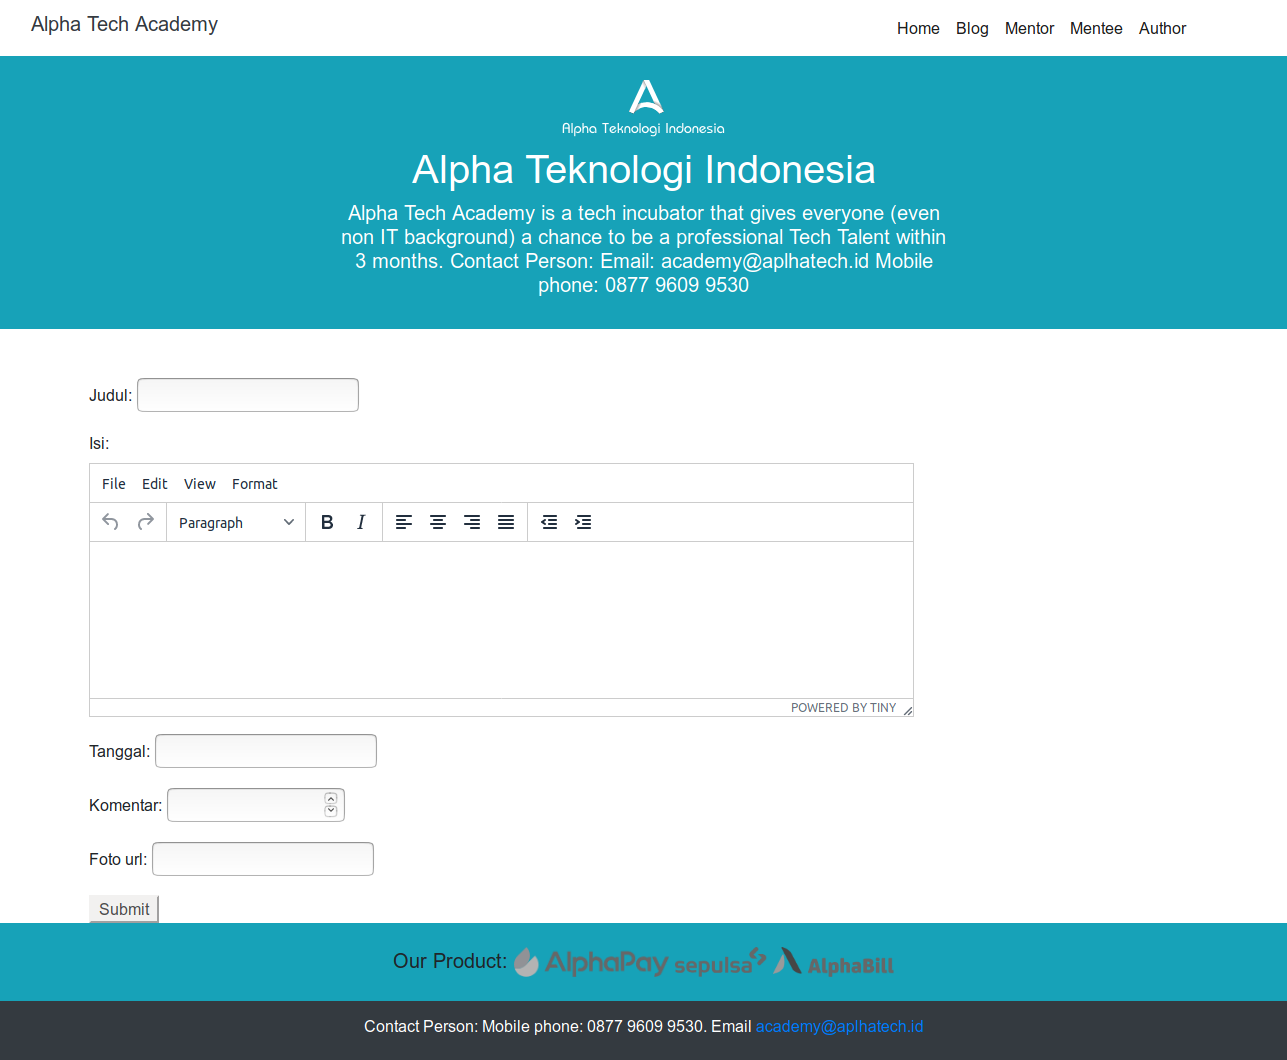 Alpha Tech Academy
Home Blog Mentor Mentee Author
Alpha Teknologi Indonesia
Alpha Teknologi Indonesia
Alpha Tech Academy is a tech incubator that gives everyone (even
non IT background) a chance to be a professional Tech Talent within
3 months. Contact Person: Email: academy@aplhatech.id Mobile
phone: 0877 9609 9530
Judul:
Isi:
File Edit View Format
Paragraph B I
POWERED BY TINY
Tanggal:
Komentar:
Foto url:
Submit
Our Product: AlphaPay sepulsa AlphaBill
Contact Person: Mobile phone: 0877 9609 9530. Email academy@aplhatech.id